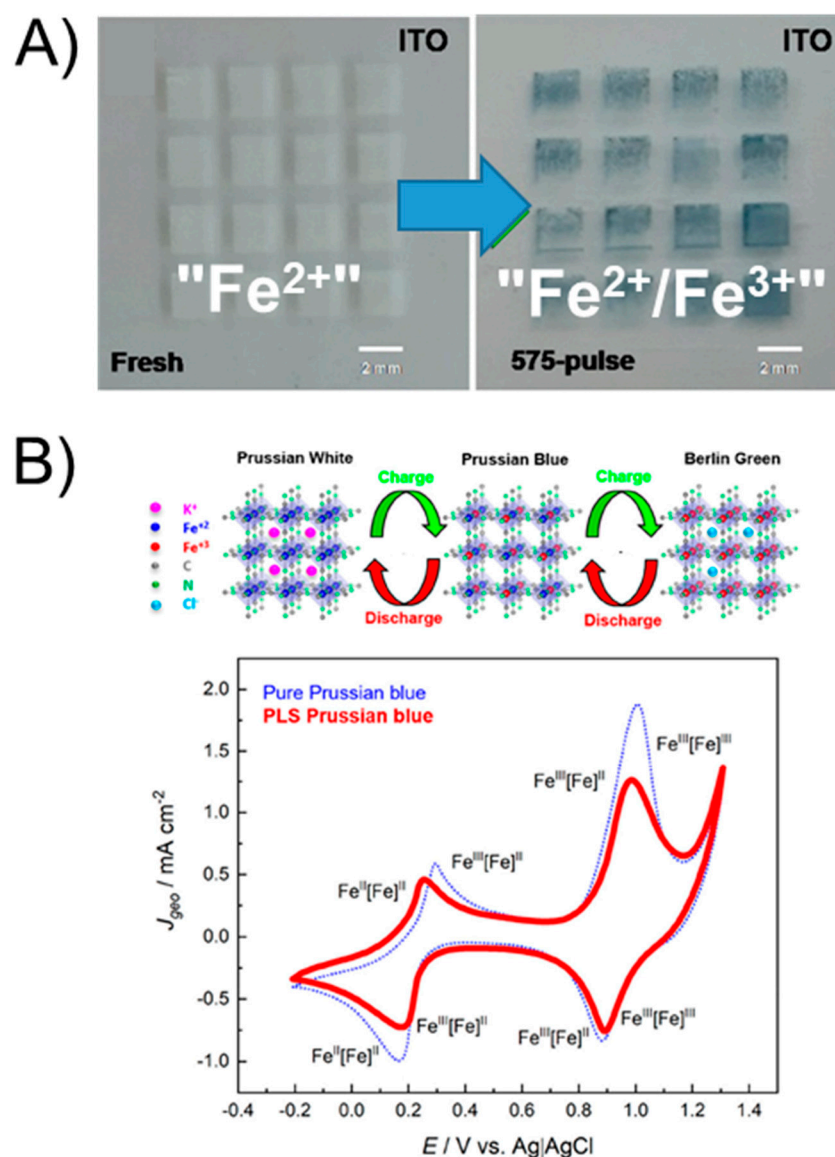 A)
ITO
ITO
"Fe²⁺"
"Fe²⁺/Fe³⁺"
Fresh
2 mm
575-pulse
2 mm
B)
Prussian White
Prussian Blue
Berlin Green
Charge
Charge
K⁺
Fe⁺²
Fe⁺³
C
N
Cl⁻
Discharge
Discharge
Pure Prussian blue
PLS Prussian blue
Feᴵᴵᴵ[Fe]ᴵᴵᴵ
Feᴵᴵᴵ[Fe]ᴵᴵ
Feᴵᴵᴵ[Fe]ᴵᴵ
Feᴵᴵ[Fe]ᴵᴵ
Feᴵᴵᴵ[Fe]ᴵᴵᴵ
Feᴵᴵᴵ[Fe]ᴵᴵ
Feᴵᴵᴵ[Fe]ᴵᴵ
Feᴵᴵ[Fe]ᴵᴵ
2.0
1.5
1.0
0.5
0.0
-0.5
-1.0
J geo / mA cm⁻²
-0.4 -0.2 0.0 0.2 0.4 0.6 0.8 1.0 1.2 1.4
E / V vs. Ag|AgCl